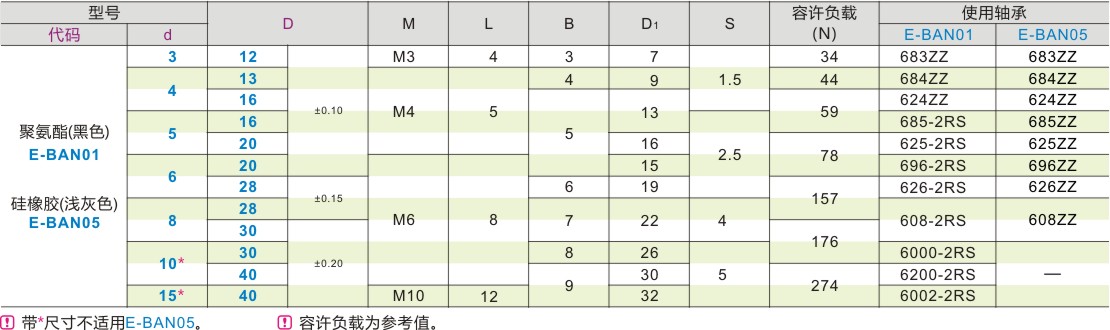 型号 D M L B D1 S 容许负载 (N) 使用轴承
代码 d E-BAN01 E-BAN05
3 12 M3 4 3 7 34 683ZZ 683ZZ
4 13 4 9 1.5 44 684ZZ 684ZZ
16 624ZZ 624ZZ
±0.10 M4 5 13 59
聚氨酯(黑色) 5 16 685-2RS 685ZZ
E-BAN01 20 5 16 2.5 78 625-2RS 625ZZ
6 20 15 696-2RS 696ZZ
28 ±0.15 6 19 157 626-2RS 626ZZ
硅橡胶(浅灰色) 8 28 M6 8 7 22 4 608-2RS 608ZZ
E-BAN05 30 176
10* 30 ±0.20 8 26 6000-2RS
40 9 30 5 274 6200-2RS —
15* 40 M10 12 32 6002-2RS
! 带*尺寸不适用E-BAN05。 ! 容许负载为参考值。